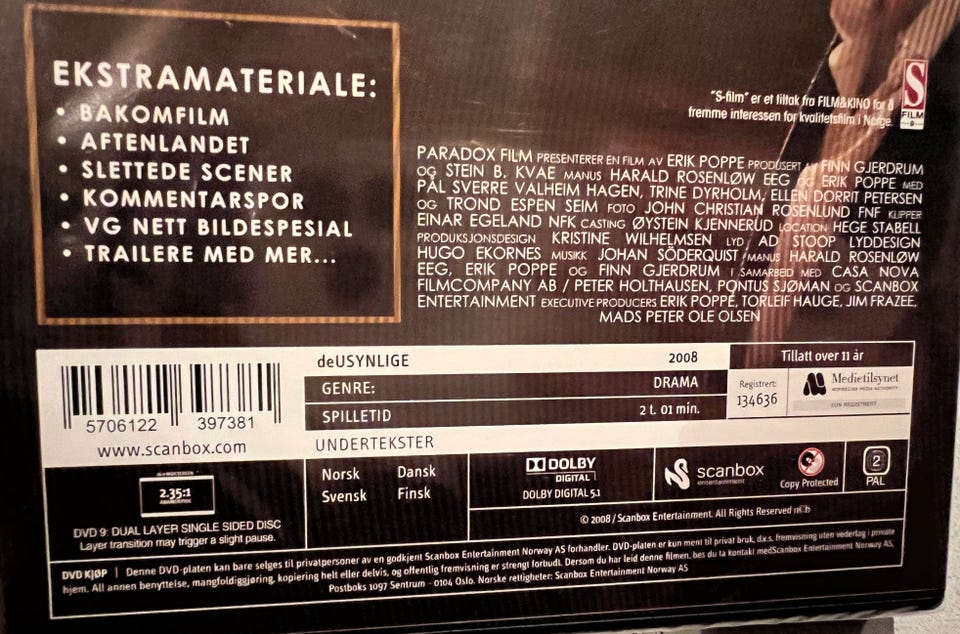 EKSTRAMATERIALE:
• BAKOMFILM
• AFTENLANDET
• SLETTEDE SCENER
• KOMMENTARSPOR
• VG NETT BILDESPESIAL
• TRAILERE MED MER...
"S-film" er et tiltak fra FILM&KINO for å
fremme interessen for kvalitetsfilm i Norge.
S
FILM
PARADOX FILM PRESENTERER EN FILM AV ERIK POPPE PRODUSERT AV FINN GJERDRUM
OG STEIN B. KVAE MANUS HARALD ROSENLØW EEG OG ERIK POPPE MED
PÅL SVERRE VALHEIM HAGEN, TRINE DYRHOLM, ELLEN DORRIT PETERSEN
OG TROND ESPEN SEIM FOTO JOHN CHRISTIAN ROSENLUND FNF KLIPPER
EINAR EGELAND NFK CASTING ØYSTEIN KJENNERUD LOCATION HEGE STABELL
PRODUKSJONSDESIGN KRISTINE WILHELMSEN LYD AD STOOP LYDDESIGN
HUGO EKORNES MUSIKK JOHAN SÖDERQUIST MANUS HARALD ROSENLØW
EEG, ERIK POPPE OG FINN GJERDRUM I SAMARBEID MED CASA NOVA
FILMCOMPANY AB / PETER HOLTHAUSEN, PONTUS SJØMAN OG SCANBOX
ENTERTAINMENT EXECUTIVE PRODUCERS ERIK POPPE, TORLEIF HAUGE, JIM FRAZEE,
MADS PETER OLE OLSEN
5706122 397381
www.scanbox.com
deUSYNLIGE 2008
GENRE: DRAMA
SPILLETID 2 t. 01 min.
Tillatt over 11 år
Registrert:
134636
Medietilsynet
NORWEGIAN MEDIA AUTHORITY
EIER REGISTRERT
UNDERTEKSTER
Norsk Dansk
Svensk Finsk
2.35:1
ANAMORPHIC
DVD 9: DUAL LAYER SINGLE SIDED DISC
Layer transition may trigger a slight pause.
DOLBY
DIGITAL
DOLBY DIGITAL 5.1
scanbox
entertainment
Copy Protected
2
PAL
© 2008 / Scanbox Entertainment. All Rights Reserved
DVD KJØP | Denne DVD-platen kan bare selges til privatpersoner av en godkjent Scanbox Entertainment Norway AS forhandler. DVD-platen er kun ment til privat bruk, d.v.s. fremvisning uten vederlag i private
hjem. All annen benyttelse, mangfoldiggjøring, kopiering helt eller delvis, og offentlig fremvisning er strengt forbudt. Dersom du har leid denne filmen, bes du ta kontakt medScanbox Entertainment Norway AS,
Postboks 1097 Sentrum - 0104 Oslo. Norske rettigheter: Scanbox Entertainment Norway AS